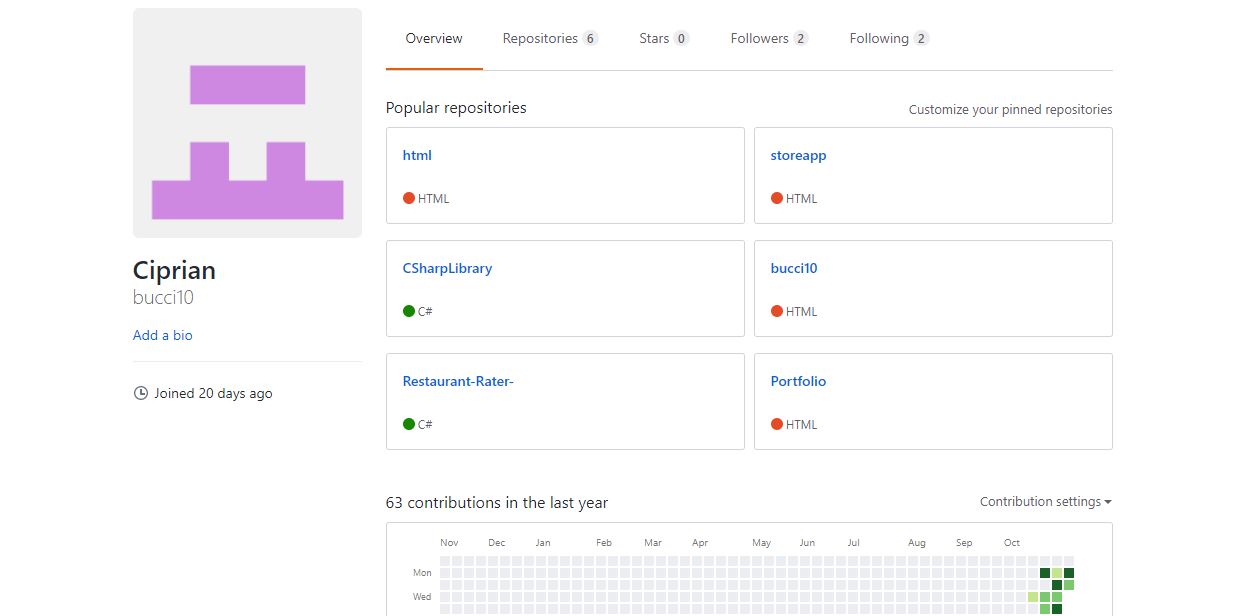 Overview Repositories 6 Stars 0 Followers 2 Following 2
Popular repositories Customize your pinned repositories
html
HTML
storeapp
HTML
CSharpLibrary
C#
bucci10
HTML
Restaurant-Rater-
C#
Portfolio
HTML
Ciprian
bucci10
Add a bio
Joined 20 days ago
63 contributions in the last year Contribution settings
Nov Dec Jan Feb Mar Apr May Jun Jul Aug Sep Oct
Mon
Wed